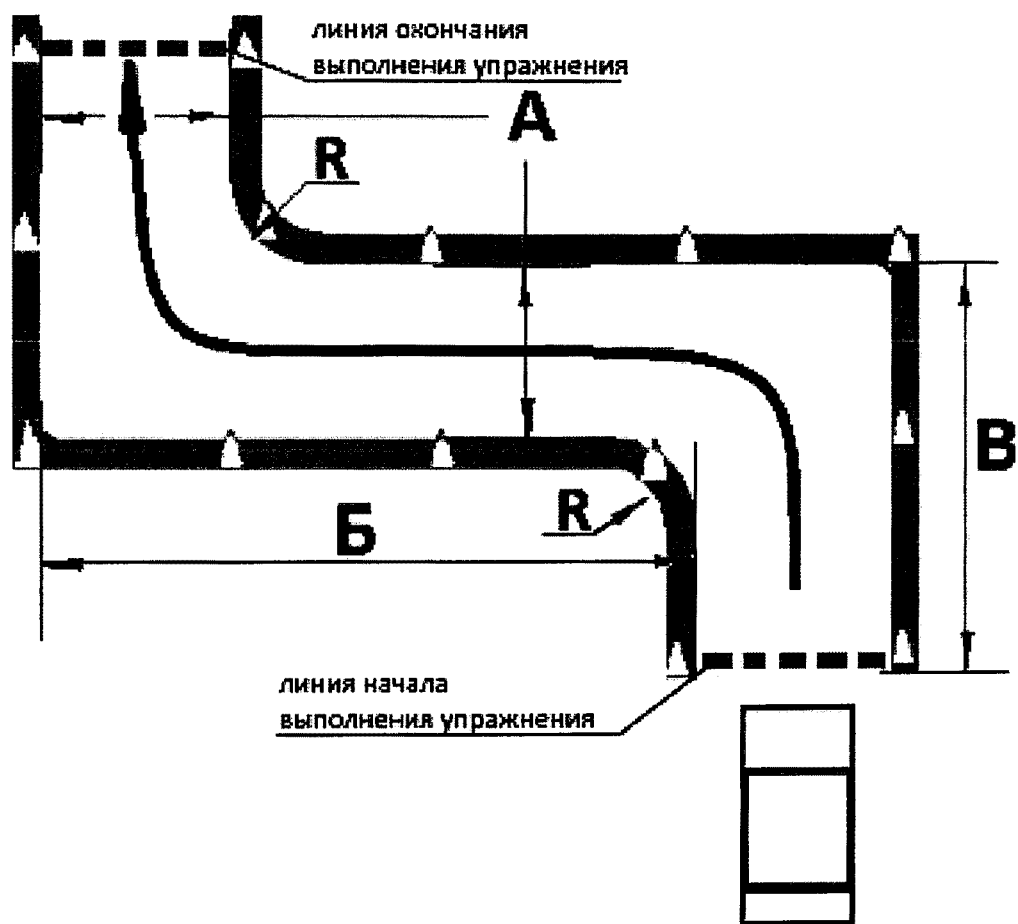 линия окончания
выполнения упражнения
А
R
В
R
Б
линия начала
выполнения упражнения